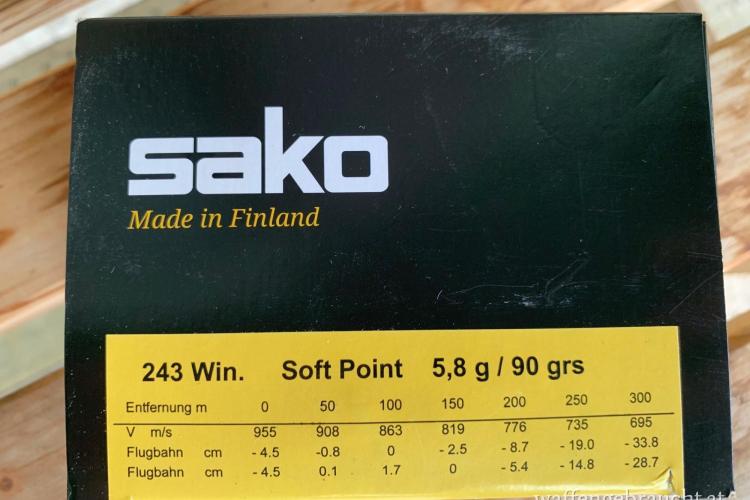 sako
Made in Finland
243 Win. Soft Point 5,8 g / 90 grs
Entfernung m 0 50 100 150 200 250 300
V m/s 955 908 863 819 776 735 695
Flugbahn cm - 4.5 -0.8 0 - 2.5 - 8.7 - 19.0 - 33.8
Flugbahn cm - 4.5 0.1 1.7 0 - 5.4 - 14.8 - 28.7